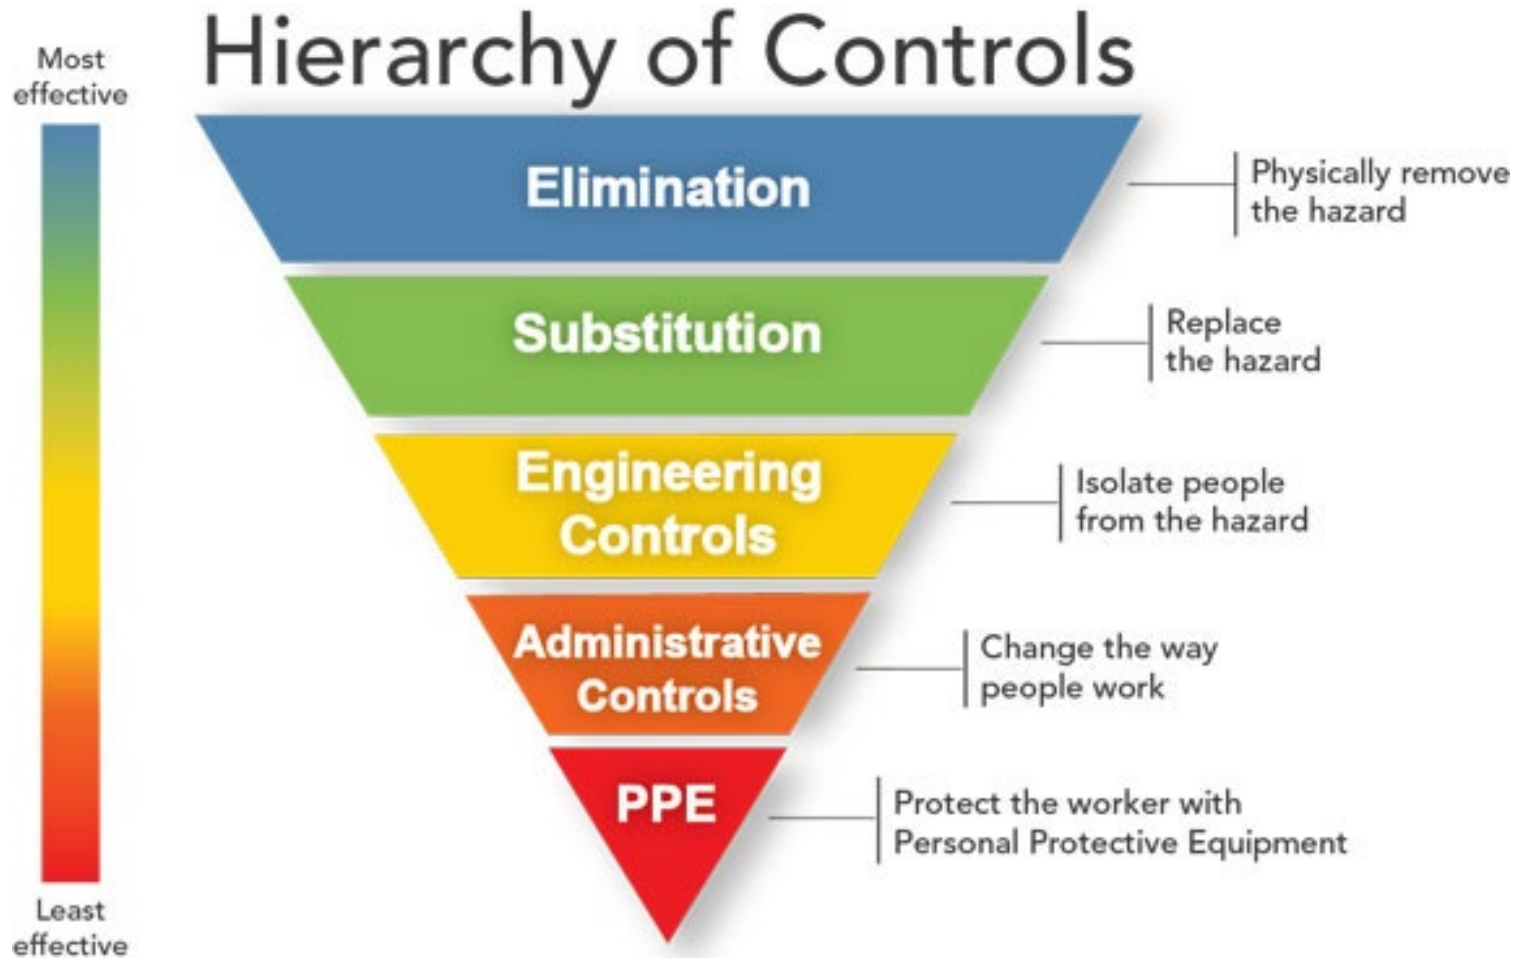 Hierarchy of Controls
Most
effective
Elimination
Physically remove
the hazard
Substitution
Replace
the hazard
Engineering
Controls
Isolate people
from the hazard
Administrative
Controls
Change the way
people work
PPE
Protect the worker with
Personal Protective Equipment
Least
effective